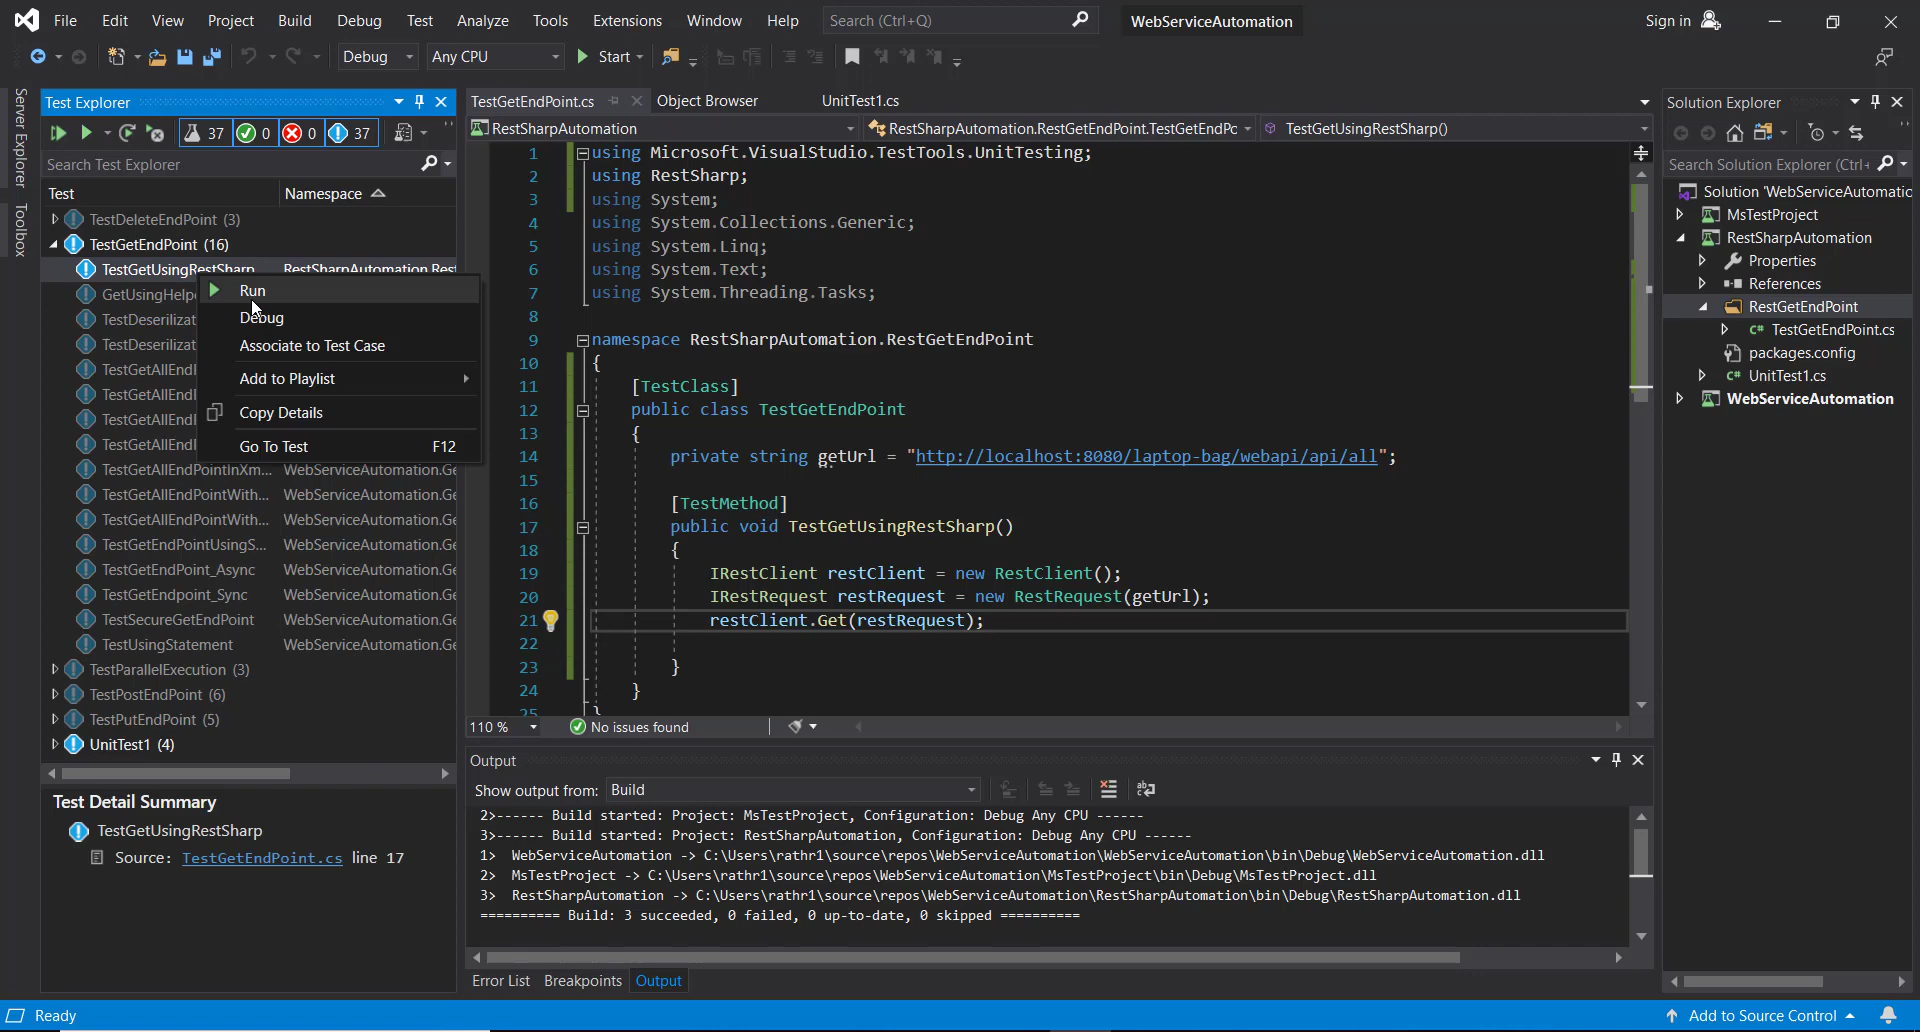 File Edit View Project Build Debug Test Analyze Tools Extensions Window Help Search (Ctrl+Q) WebServiceAutomation Sign in
Debug Any CPU Start
Server Explorer
Toolbox
Test Explorer
37 0 0 37
Search Test Explorer
Test Namespace
TestDeleteEndPoint (3)
TestGetEndPoint (16)
TestGetUsingRestSharp RestSharpAutomation.Rest
GetUsingHelpe
TestDeserilizat
TestDeserilizat
TestGetAllEndI
TestGetAllEndI
TestGetAllEndI
TestGetAllEndI
TestGetAllEndPointInXm... WebServiceAutomation.Ge
TestGetAllEndPointWith... WebServiceAutomation.Ge
TestGetAllEndPointWith... WebServiceAutomation.Ge
TestGetEndPointUsingS... WebServiceAutomation.Ge
TestGetEndPoint_Async WebServiceAutomation.Ge
TestGetEndpoint_Sync WebServiceAutomation.Ge
TestSecureGetEndPoint WebServiceAutomation.Ge
TestUsingStatement WebServiceAutomation.Ge
TestParallelExecution (3)
TestPostEndPoint (6)
TestPutEndPoint (5)
UnitTest1 (4)
Run
Debug
Associate to Test Case
Add to Playlist
Copy Details
Go To Test F12
Test Detail Summary
TestGetUsingRestSharp
Source: TestGetEndPoint.cs line 17
TestGetEndPoint.cs Object Browser UnitTest1.cs
RestSharpAutomation RestSharpAutomation.RestGetEndPoint.TestGetEndPc TestGetUsingRestSharp()
1 using Microsoft.VisualStudio.TestTools.UnitTesting;
2 using RestSharp;
3 using System;
4 using System.Collections.Generic;
5 using System.Linq;
6 using System.Text;
7 using System.Threading.Tasks;
8
9 namespace RestSharpAutomation.RestGetEndPoint
10 {
11 [TestClass]
12 public class TestGetEndPoint
13 {
14 private string getUrl = "http://localhost:8080/laptop-bag/webapi/api/all";
15
16 [TestMethod]
17 public void TestGetUsingRestSharp()
18 {
19 IRestClient restClient = new RestClient();
20 IRestRequest restRequest = new RestRequest(getUrl);
21 restClient.Get(restRequest);
22
23 }
24 }
25 }
110 % No issues found
Output
Show output from: Build
2>------ Build started: Project: MsTestProject, Configuration: Debug Any CPU ------
3>------ Build started: Project: RestSharpAutomation, Configuration: Debug Any CPU ------
1> WebServiceAutomation -> C:\Users\rathr1\source\repos\WebServiceAutomation\WebServiceAutomation\bin\Debug\WebServiceAutomation.dll
2> MsTestProject -> C:\Users\rathr1\source\repos\WebServiceAutomation\MsTestProject\bin\Debug\MsTestProject.dll
3> RestSharpAutomation -> C:\Users\rathr1\source\repos\WebServiceAutomation\RestSharpAutomation\bin\Debug\RestSharpAutomation.dll
========== Build: 3 succeeded, 0 failed, 0 up-to-date, 0 skipped ==========
Error List Breakpoints Output
Solution Explorer
Search Solution Explorer (Ctrl+
Solution 'WebServiceAutomatic
MsTestProject
RestSharpAutomation
Properties
References
RestGetEndPoint
C# TestGetEndPoint.cs
packages.config
C# UnitTest1.cs
WebServiceAutomation
Ready Add to Source Control